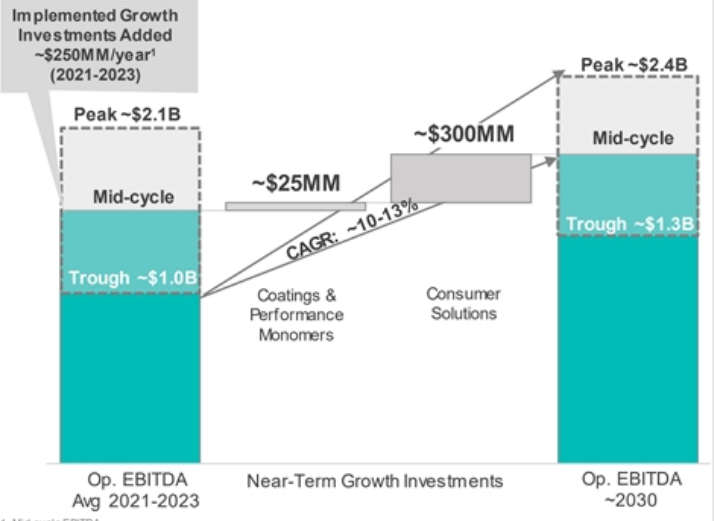 Implemented Growth
Investments Added
~$250MM/year¹
(2021-2023)
Peak ~$2.1B
Mid-cycle
Trough ~$1.0B
~$25MM
~$300MM
CAGR: ~10-13%
Coatings &
Performance
Monomers
Consumer
Solutions
Peak ~$2.4B
Mid-cycle
Trough ~$1.3B
Op. EBITDA
Avg 2021-2023
Near-Term Growth Investments
Op. EBITDA
~2030